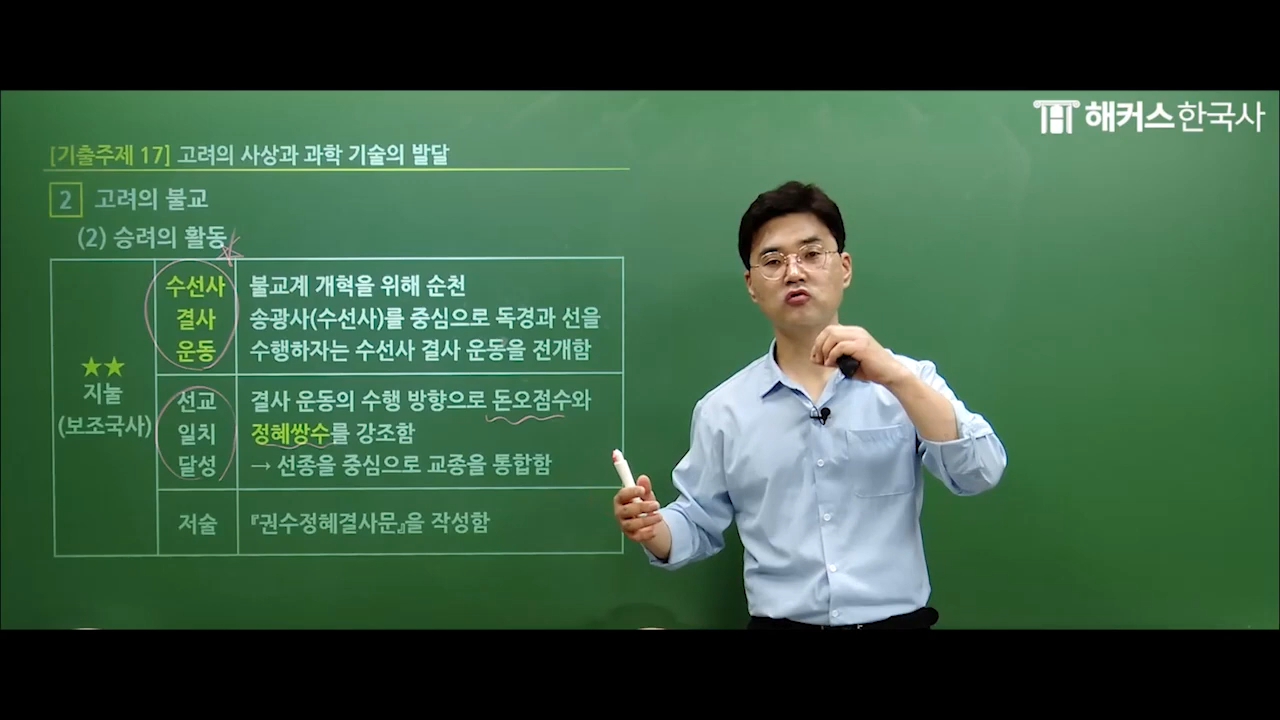 해커스한국사
[기출주제 17] 고려의 사상과 과학 기술의 발달
2 고려의 불교
(2) 승려의 활동
★★
지눌
(보조국사)
수선사
결사
운동
불교계 개혁을 위해 순천
송광사(수선사)를 중심으로 독경과 선을
수행하자는 수선사 결사 운동을 전개함
선교
일치
달성
결사 운동의 수행 방향으로 돈오점수와
정혜쌍수를 강조함
→ 선종을 중심으로 교종을 통합함
저술
『권수정혜결사문』을 작성함